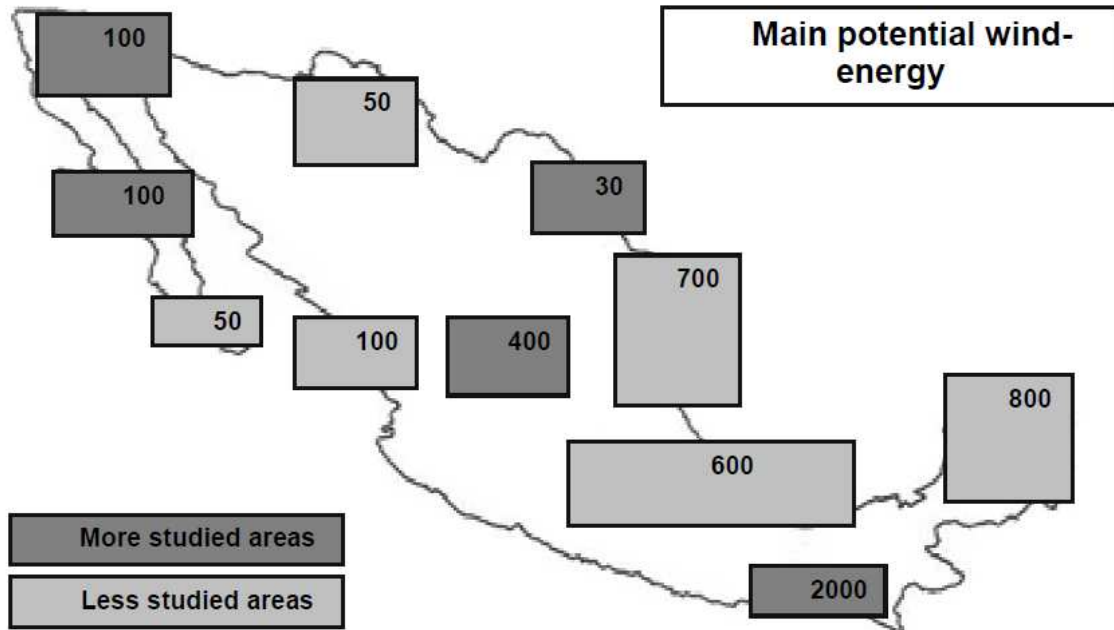 Main potential wind-
energy
100
50
100
30
700
50
100
400
800
600
2000
More studied areas
Less studied areas